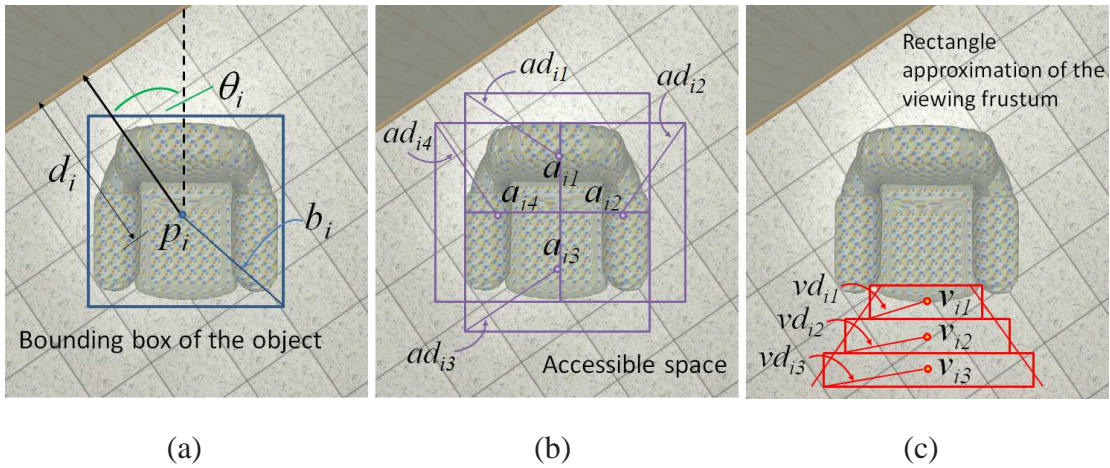 θi
di
pi
bi
Bounding box of the object
(a)
adi1
adi2
adi4
ai1
ai4
ai2
ai3
adi3
Accessible space
(b)
Rectangle
approximation of the
viewing frustum
vdi1
vi1
vdi2
vi2
vdi3
vi3
(c)